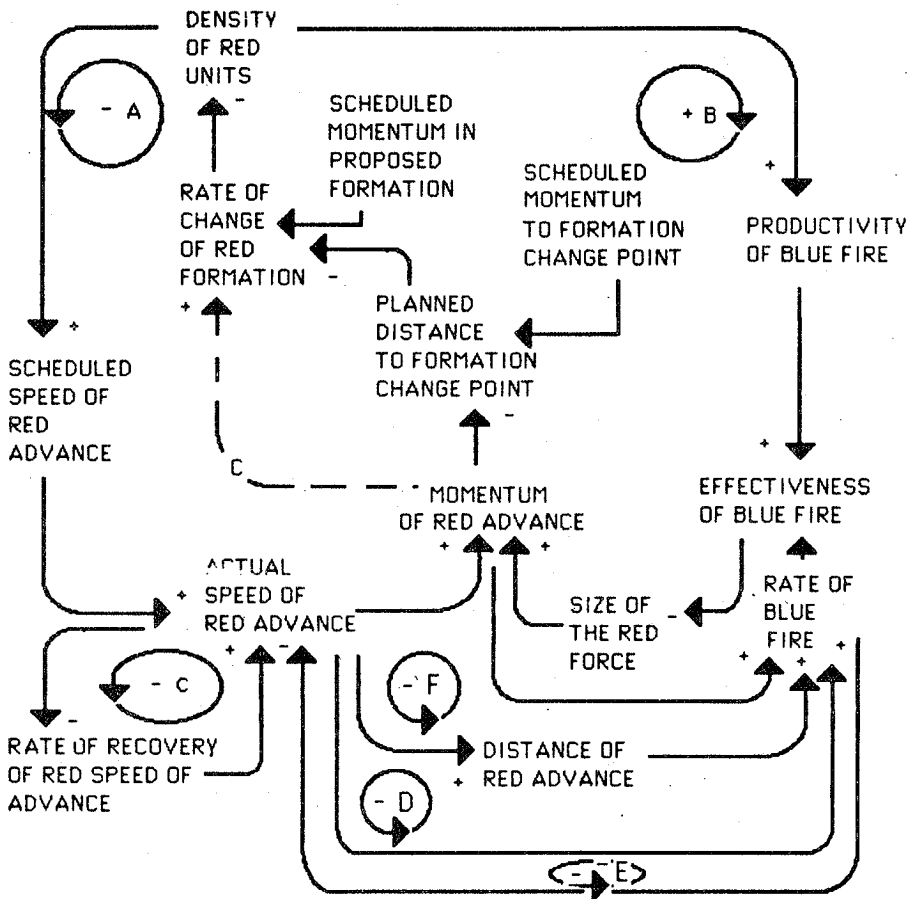 DENSITY
OF RED
UNITS
- A
+ B
-
SCHEDULED
MOMENTUM IN
PROPOSED
FORMATION
SCHEDULED
MOMENTUM
TO FORMATION
CHANGE POINT
+
RATE OF
CHANGE
OF RED
FORMATION
-
+
PRODUCTIVITY
OF BLUE FIRE
PLANNED
DISTANCE
TO FORMATION
CHANGE POINT
-
+
SCHEDULED
SPEED OF
RED
ADVANCE
C
MOMENTUM
OF RED ADVANCE
+ +
+
EFFECTIVENESS
OF BLUE FIRE
+
ACTUAL
SPEED OF
RED ADVANCE
+ -
SIZE OF
THE RED
FORCE
-
RATE OF
BLUE
FIRE
+ + +
- C
- F
-
RATE OF RECOVERY
OF RED SPEED OF
ADVANCE
DISTANCE OF
+ RED ADVANCE
- D
- E